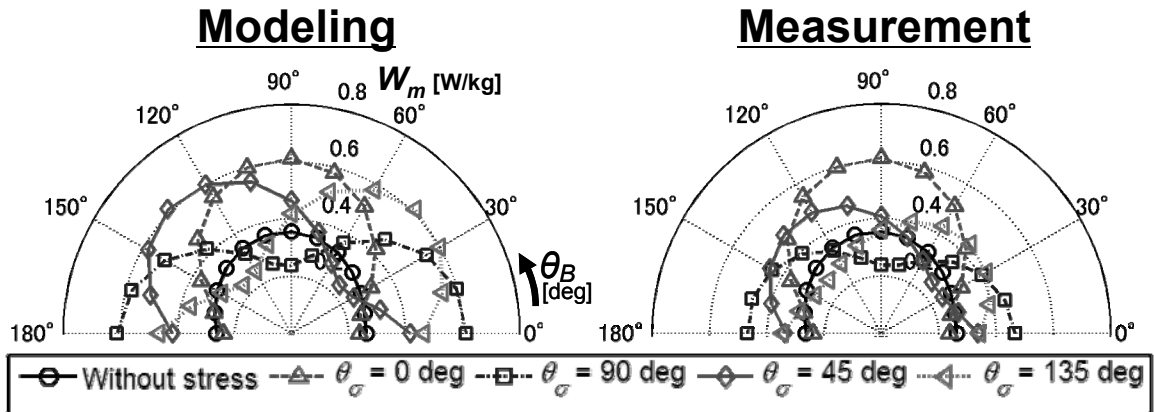 Modeling
Measurement
W_m [W/kg]
90°
0.8
60°
120°
0.6
150°
0.4
30°
0
θ_B
[deg]
180°
0°
90°
0.8
60°
120°
0.6
150°
0.4
30°
0
180°
0°
Without stress
θ_σ = 0 deg
θ_σ = 90 deg
θ_σ = 45 deg
θ_σ = 135 deg